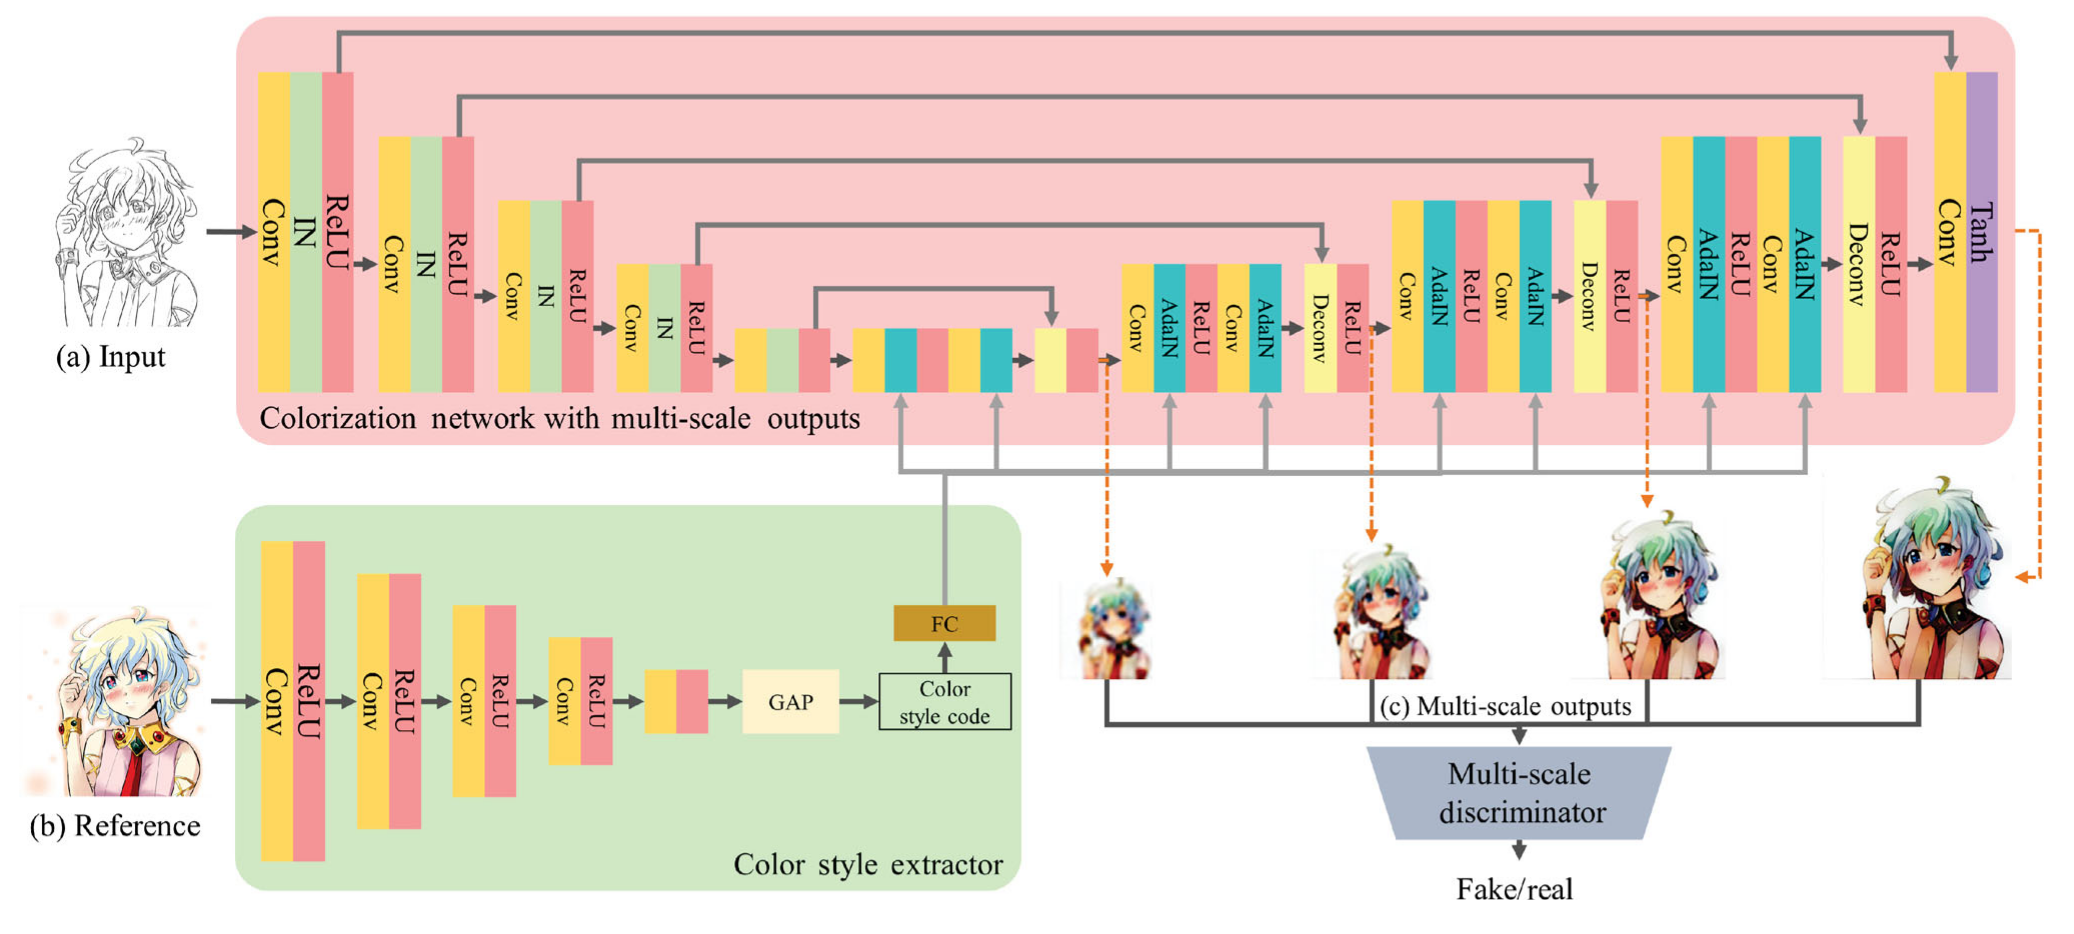 Conv
IN
ReLU
Conv
IN
ReLU
Conv
IN
ReLU
Conv
IN
ReLU
Conv
AdaIN
ReLU
Conv
AdaIN
Deconv
ReLU
Conv
AdaIN
ReLU
Conv
AdaIN
Deconv
ReLU
Conv
AdaIN
ReLU
Conv
AdaIN
Deconv
ReLU
Conv
Tanh
(a) Input
Colorization network with multi-scale outputs
Conv
ReLU
Conv
ReLU
Conv
ReLU
Conv
ReLU
GAP
FC
Color
style code
(b) Reference
Color style extractor
(c) Multi-scale outputs
Multi-scale
discriminator
Fake/real